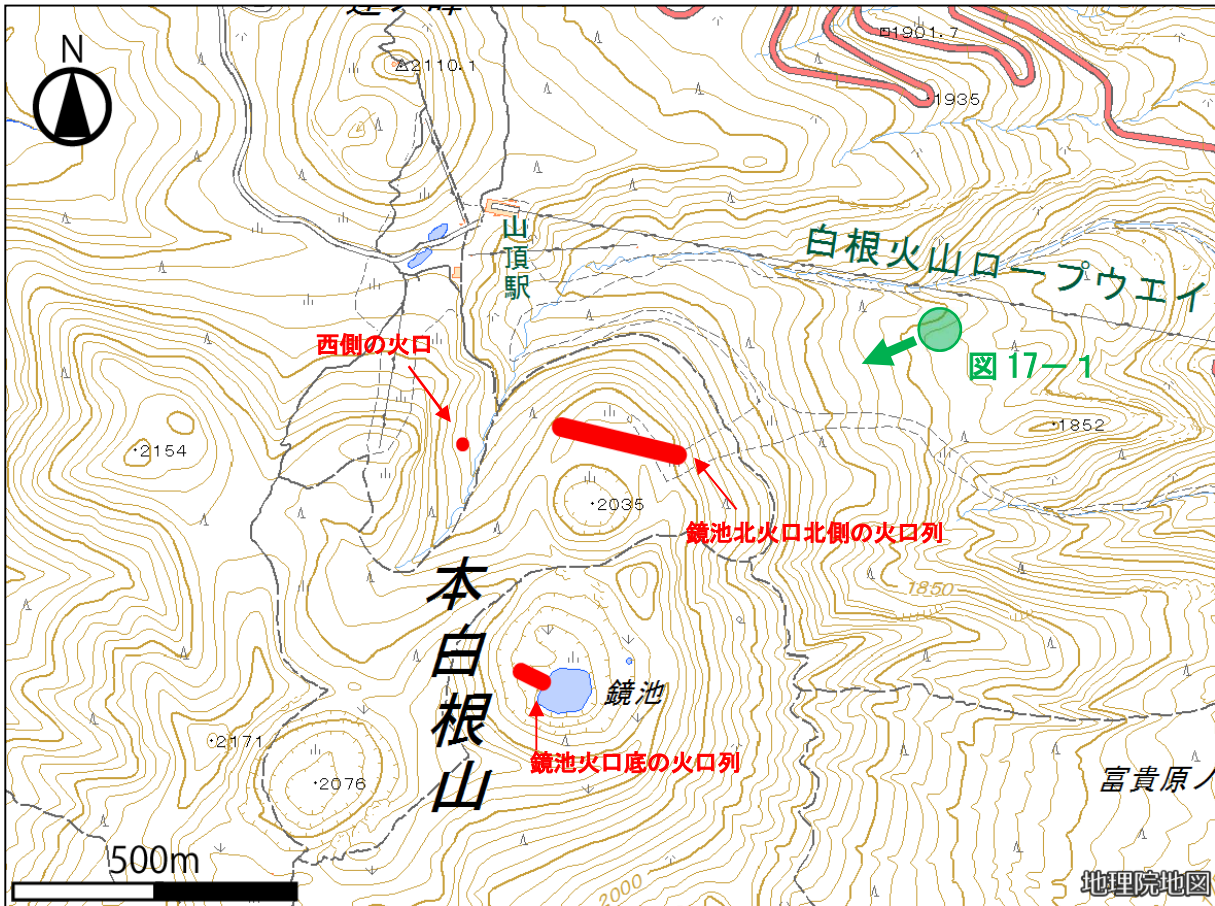 N
2110.1
1901.7
1935
山頂駅
白根火山ロープウエイ
西側の火口
図 17－1
2154
1852
2035
鏡池北火口北側の火口列
本白根山
1850
鏡池
2171
鏡池火口底の火口列
2076
富貴原ノ
500m
2000
地理院地図